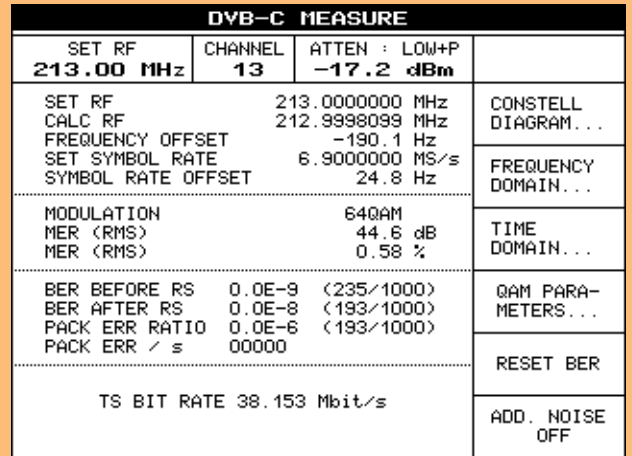 DVB-C MEASURE
SET RF
213.00 MHz
CHANNEL
13
ATTEN : LOW+P
-17.2 dBm
SET RF 213.0000000 MHz
CALC RF 212.9998099 MHz
FREQUENCY OFFSET -190.1 Hz
SET SYMBOL RATE 6.9000000 MS/s
SYMBOL RATE OFFSET 24.8 Hz
MODULATION 64QAM
MER (RMS) 44.6 dB
MER (RMS) 0.58 %
BER BEFORE RS 0.0E-9 (235/1000)
BER AFTER RS 0.0E-8 (193/1000)
PACK ERR RATIO 0.0E-6 (193/1000)
PACK ERR / s 00000
TS BIT RATE 38.153 Mbit/s
CONSTELL
DIAGRAM...
FREQUENCY
DOMAIN...
TIME
DOMAIN...
QAM PARA-
METERS...
RESET BER
ADD. NOISE
OFF